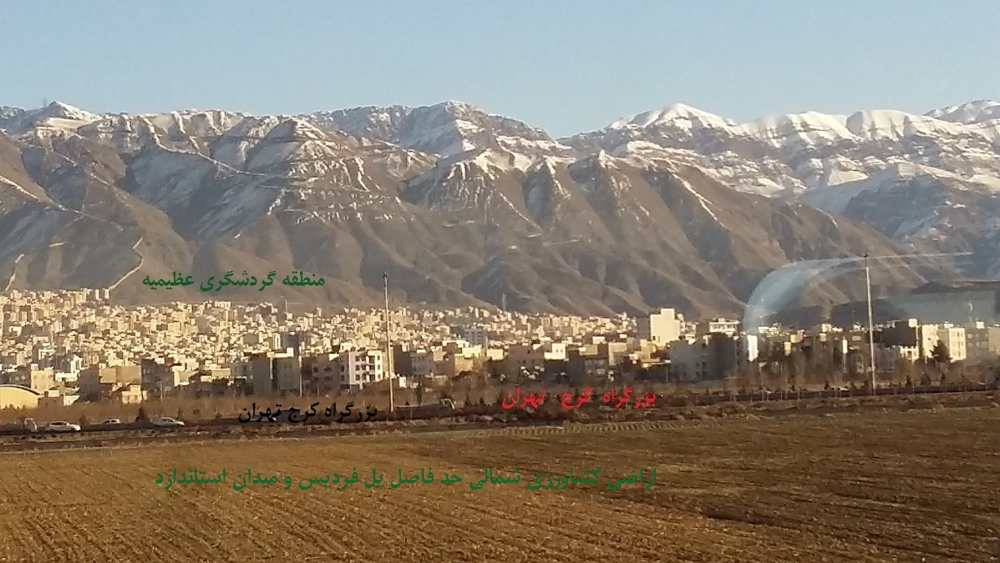 منطقه گردشگری عظیمیه
بزرگراه کرج تهران
بزرگراه کرج تهران
اراضی کشاورزی شمالی حد فاصل پل فردیس و میدان استاندارد